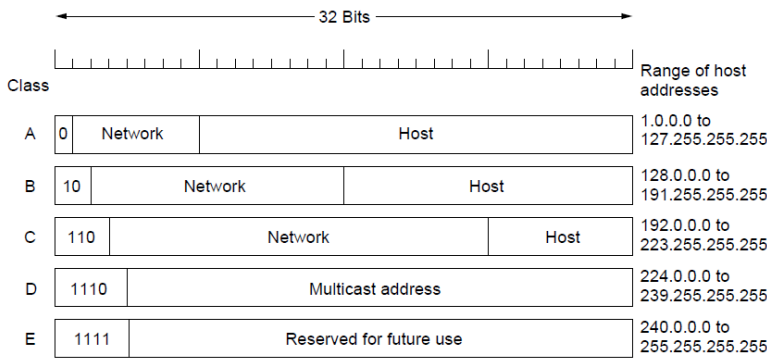 32 Bits
Class
Range of host
addresses
A
0
Network
Host
1.0.0.0 to
127.255.255.255
B
10
Network
Host
128.0.0.0 to
191.255.255.255
C
110
Network
Host
192.0.0.0 to
223.255.255.255
D
1110
Multicast address
224.0.0.0 to
239.255.255.255
E
1111
Reserved for future use
240.0.0.0 to
255.255.255.255